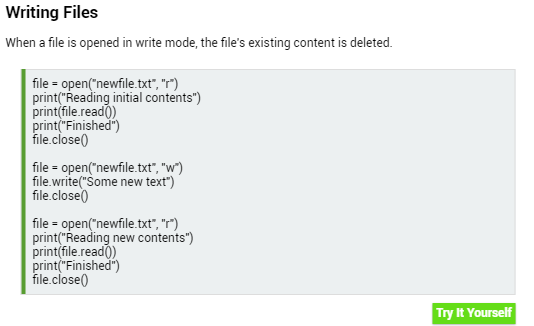 Writing Files
When a file is opened in write mode, the file's existing content is deleted.
file = open("newfile.txt", "r")
print("Reading initial contents")
print(file.read())
print("Finished")
file.close()
file = open("newfile.txt", "w")
file.write("Some new text")
file.close()
file = open("newfile.txt", "r")
print("Reading new contents")
print(file.read())
print("Finished")
file.close()
Try It Yourself